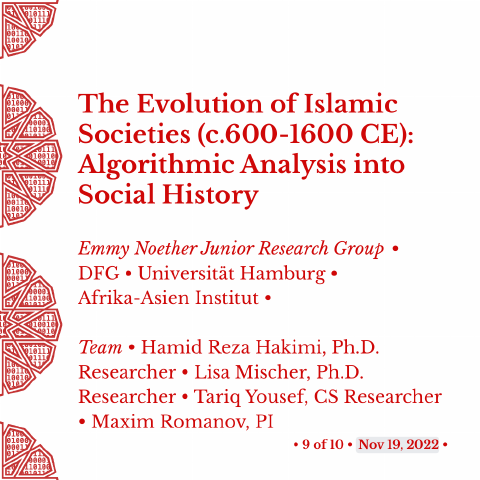 The Evolution of Islamic
Societies (c.600-1600 CE):
Algorithmic Analysis into
Social History
Emmy Noether Junior Research Group •
DFG • Universität Hamburg •
Afrika-Asien Institut •
Team • Hamid Reza Hakimi, Ph.D.
Researcher • Lisa Mischer, Ph.D.
Researcher • Tariq Yousef, CS Researcher
• Maxim Romanov, PI
• 9 of 10 • Nov 19, 2022 •